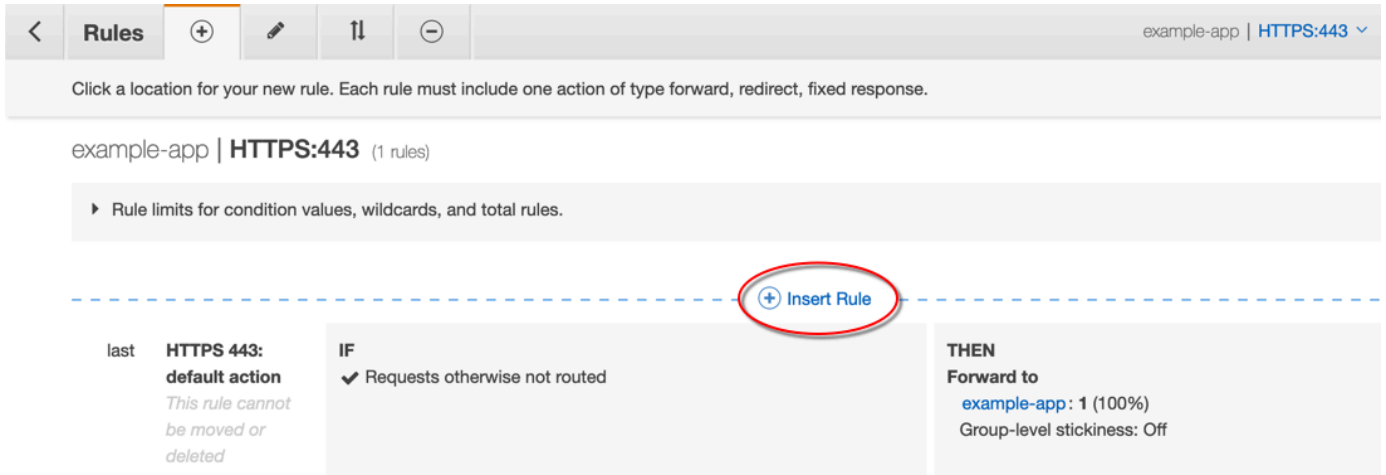 Rules
example-app | HTTPS:443
Click a location for your new rule. Each rule must include one action of type forward, redirect, fixed response.
example-app | HTTPS:443 (1 rules)
Rule limits for condition values, wildcards, and total rules.
Insert Rule
last
HTTPS 443:
default action
This rule cannot
be moved or
deleted
IF
Requests otherwise not routed
THEN
Forward to
example-app: 1 (100%)
Group-level stickiness: Off